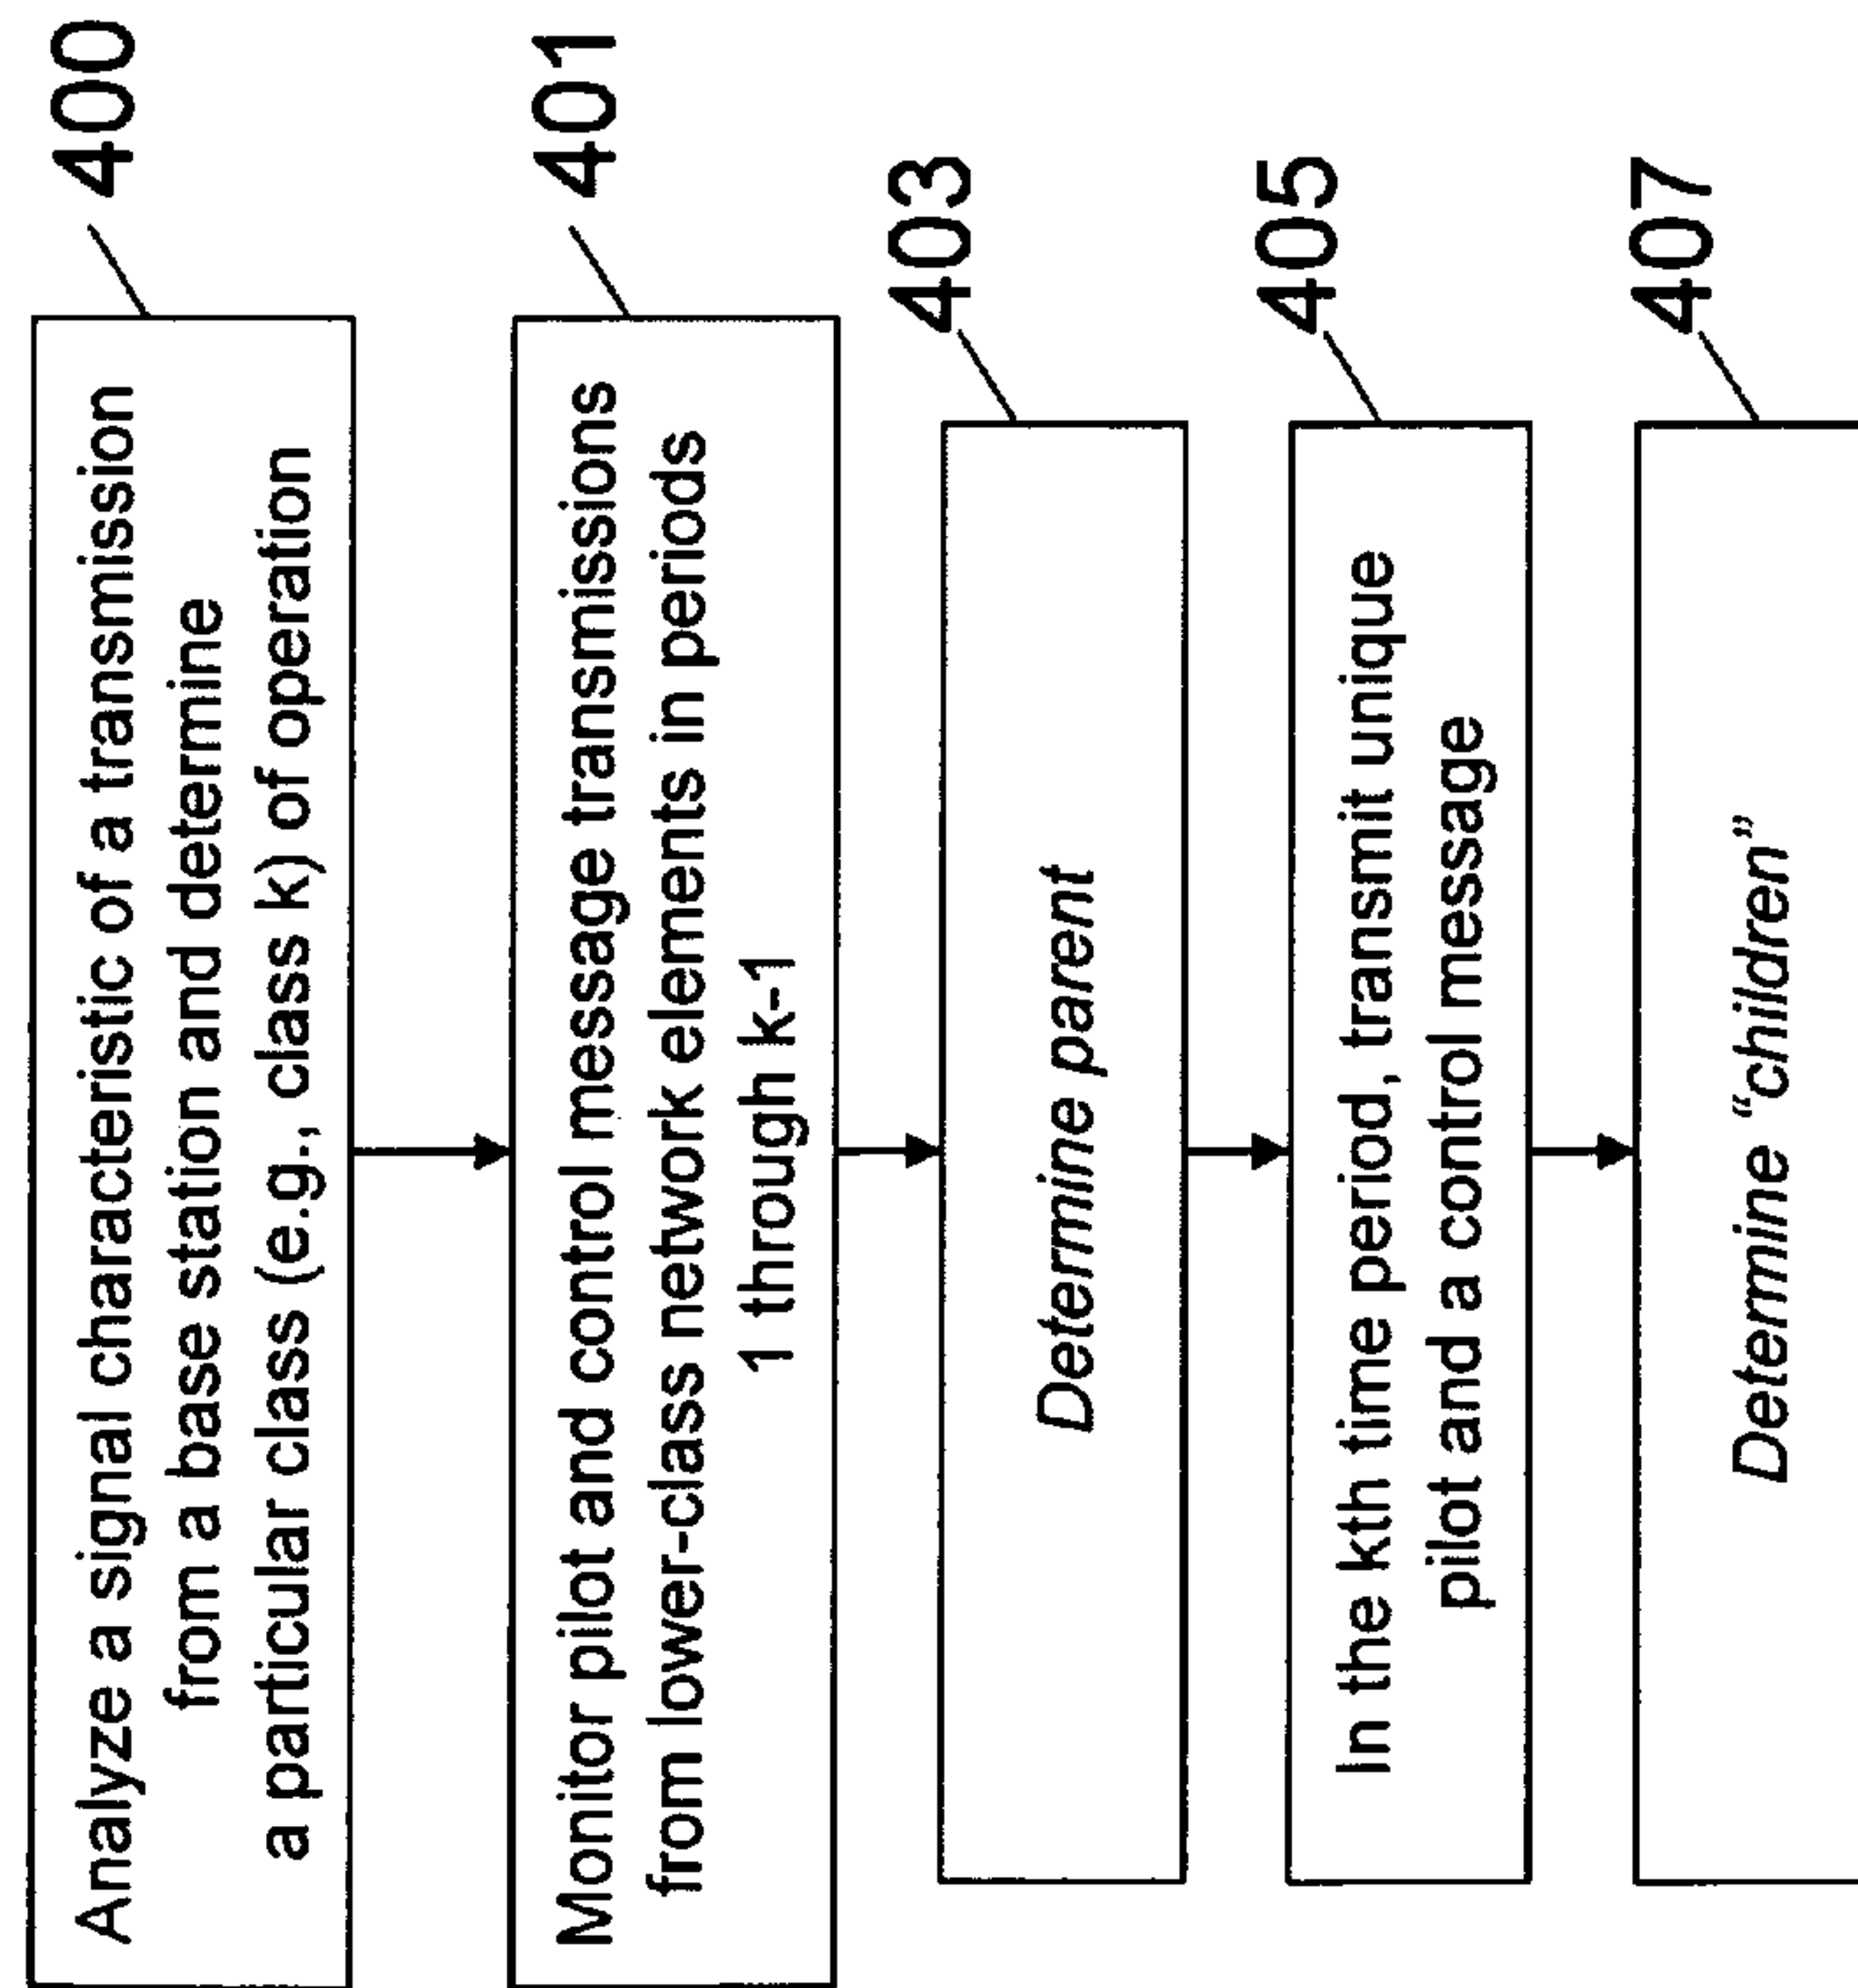 400
Analyze a signal characteristic of a transmission
from a base station and determine
a particular class (e.g., class k) of operation
401
Monitor pilot and control message transmissions
from lower-class network elements in periods
1 through k-1
403
Determine parent
405
In the kth time period, transmit unique
pilot and a control message
407
Determine “children”